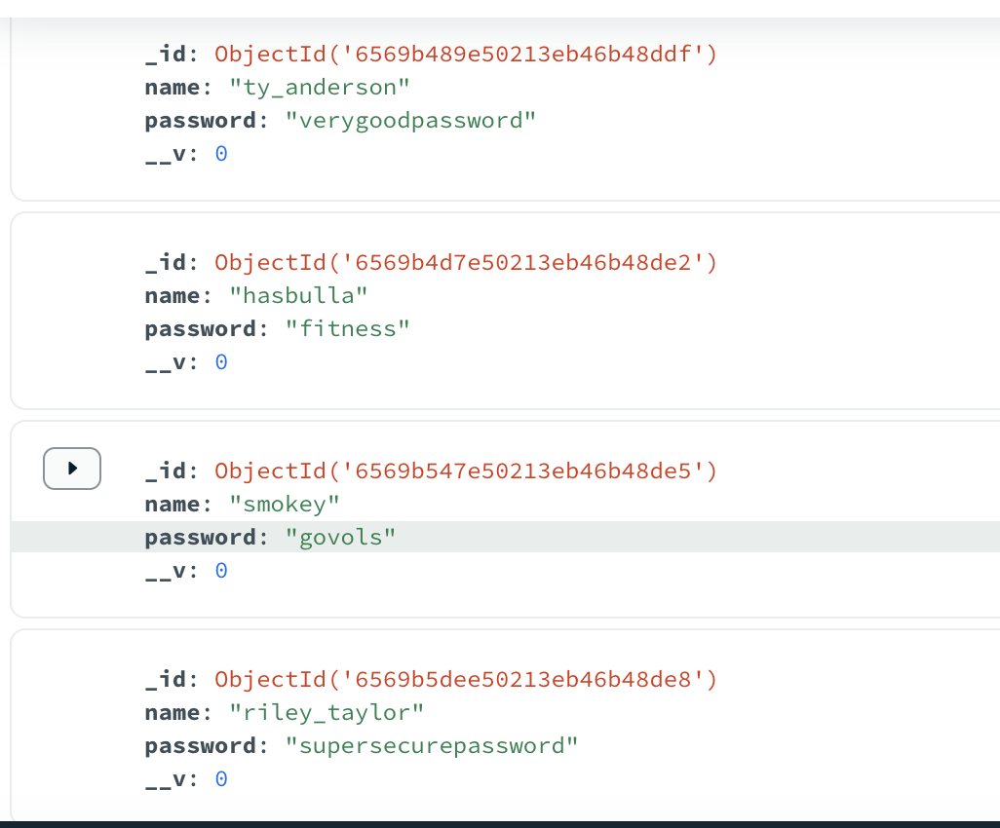 _id: ObjectId('6569b489e50213eb46b48ddf')
name: "ty_anderson"
password: "verygoodpassword"
__v: 0
_id: ObjectId('6569b4d7e50213eb46b48de2')
name: "hasbulla"
password: "fitness"
__v: 0
_id: ObjectId('6569b547e50213eb46b48de5')
name: "smokey"
password: "govols"
__v: 0
_id: ObjectId('6569b5dee50213eb46b48de8')
name: "riley_taylor"
password: "supersecurepassword"
__v: 0